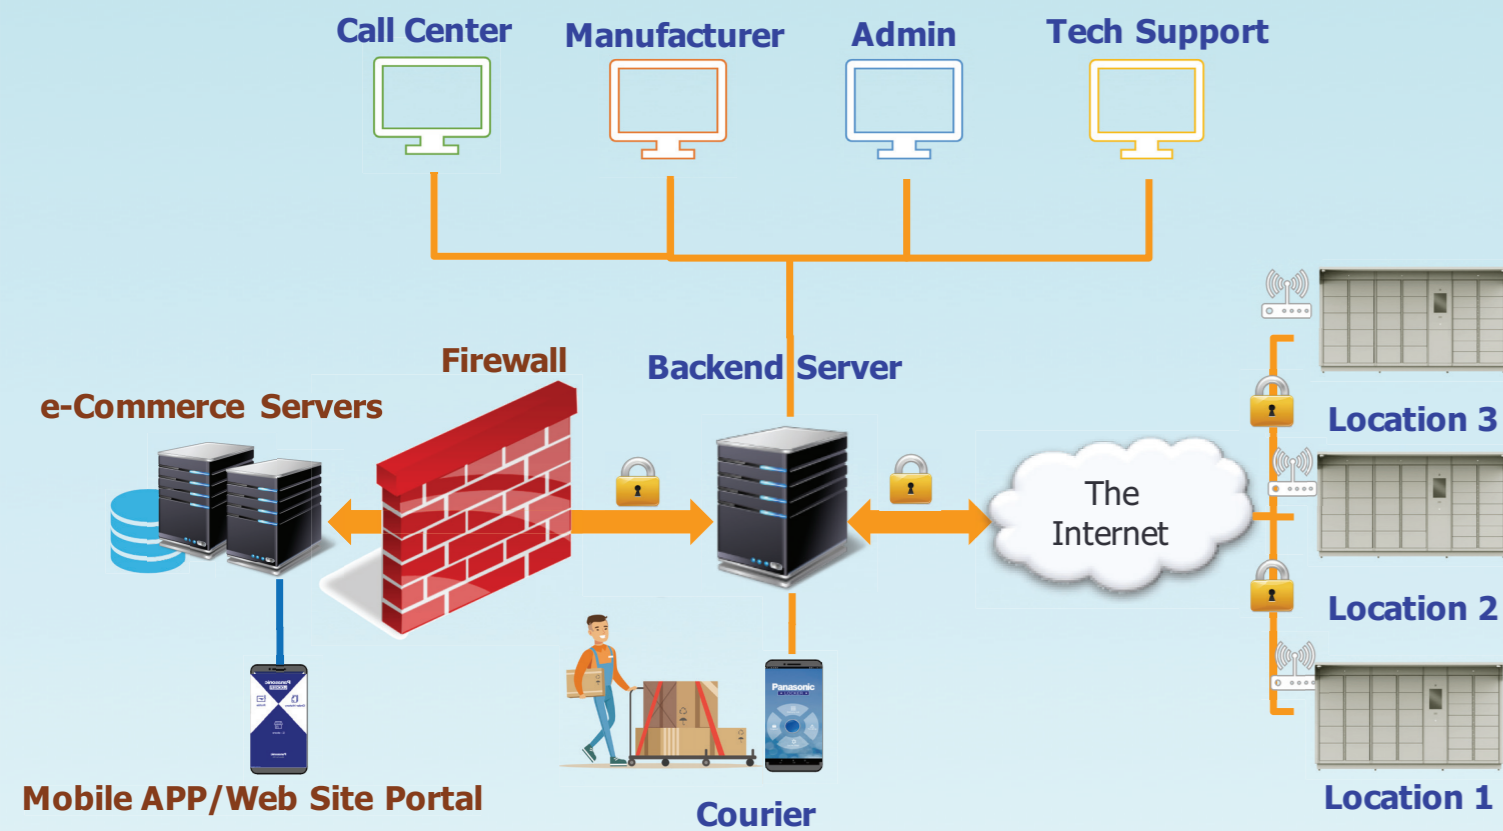 Call Center
Manufacturer
Admin
Tech Support
Firewall
Backend Server
e-Commerce Servers
The
Internet
Location 3
Location 2
Location 1
Panasonic
Panasonic
Mobile APP/Web Site Portal
Courier